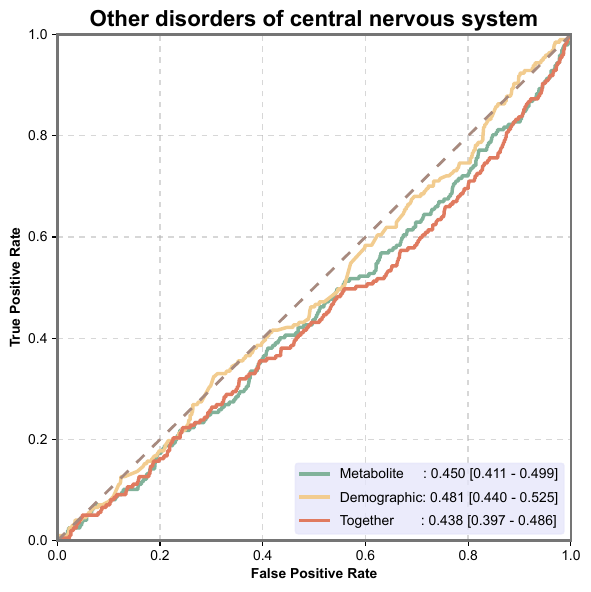 Other disorders of central nervous system
1.0
0.8
0.6
0.4
0.2
0.0
True Positive Rate
Metabolite : 0.450 [0.411 - 0.499]
Demographic: 0.481 [0.440 - 0.525]
Together : 0.438 [0.397 - 0.486]
0.0 0.2 0.4 0.6 0.8 1.0
False Positive Rate